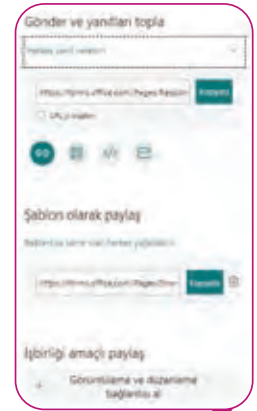 Gönder ve yanıtları topla
Herkes yanıt verebilir
https://forms.office.com/Pages/Respon
Kopyala
URL'yi kısalt
</>
Şablon olarak paylaş
https://forms.office.com/Pages/Shar
Kopyala
İşbirliği amaçlı paylaş
+ Görüntüleme ve düzenleme
bağlantısı al